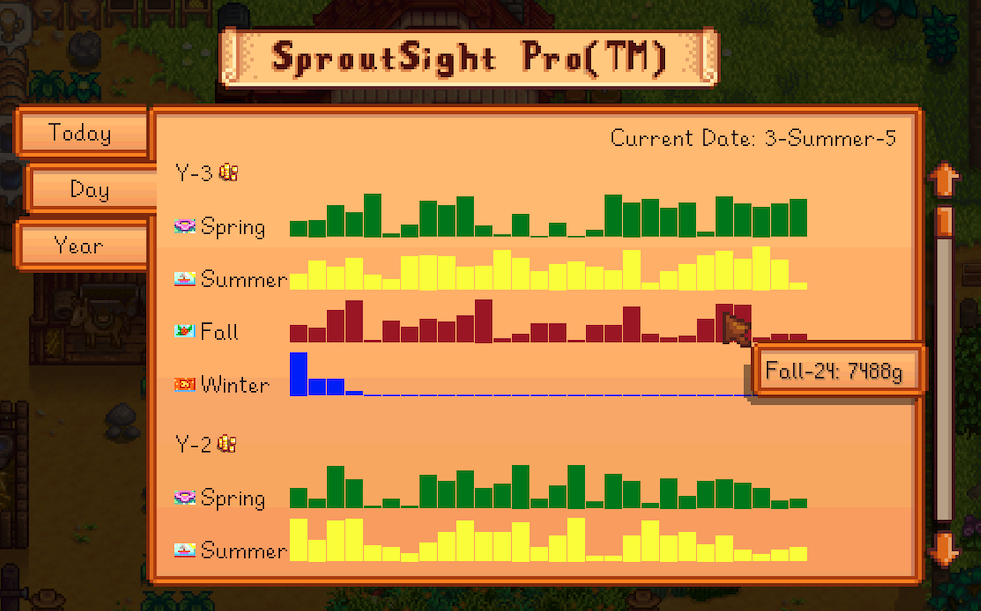 SproutSight Pro(TM)
Today
Day
Year
Current Date: 3-Summer-5
Y-3
Spring
Summer
Fall
Winter
Fall-24: 7488g
Y-2
Spring
Summer